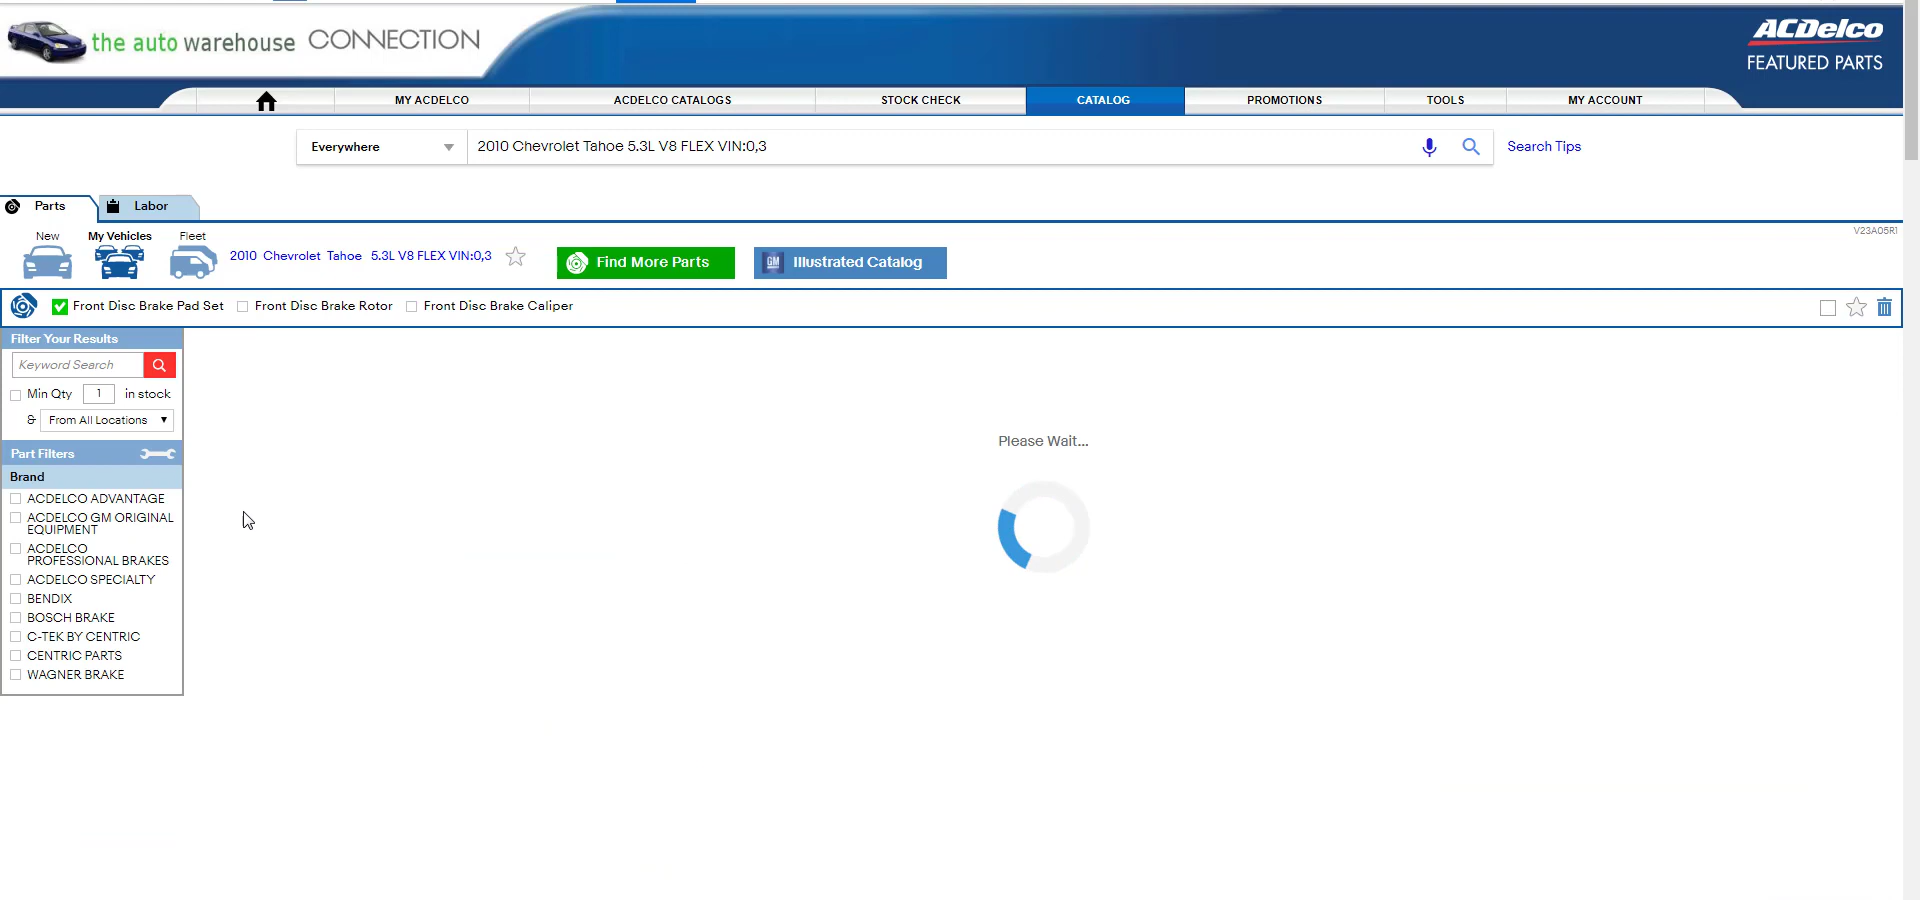 the auto warehouse CONNECTION
ACDelco
FEATURED PARTS
MY ACDELCO ACDELCO CATALOGS STOCK CHECK CATALOG PROMOTIONS TOOLS MY ACCOUNT
Everywhere 2010 Chevrolet Tahoe 5.3L V8 FLEX VIN:0,3 Search Tips
Parts Labor
New My Vehicles Fleet
V23A05R1
2010 Chevrolet Tahoe 5.3L V8 FLEX VIN:0,3 Find More Parts GM Illustrated Catalog
Front Disc Brake Pad Set Front Disc Brake Rotor Front Disc Brake Caliper
Filter Your Results
Keyword Search
Min Qty 1 in stock
& From All Locations
Part Filters
Brand
ACDELCO ADVANTAGE
ACDELCO GM ORIGINAL
EQUIPMENT
ACDELCO
PROFESSIONAL BRAKES
ACDELCO SPECIALTY
BENDIX
BOSCH BRAKE
C-TEK BY CENTRIC
CENTRIC PARTS
WAGNER BRAKE
Please Wait...